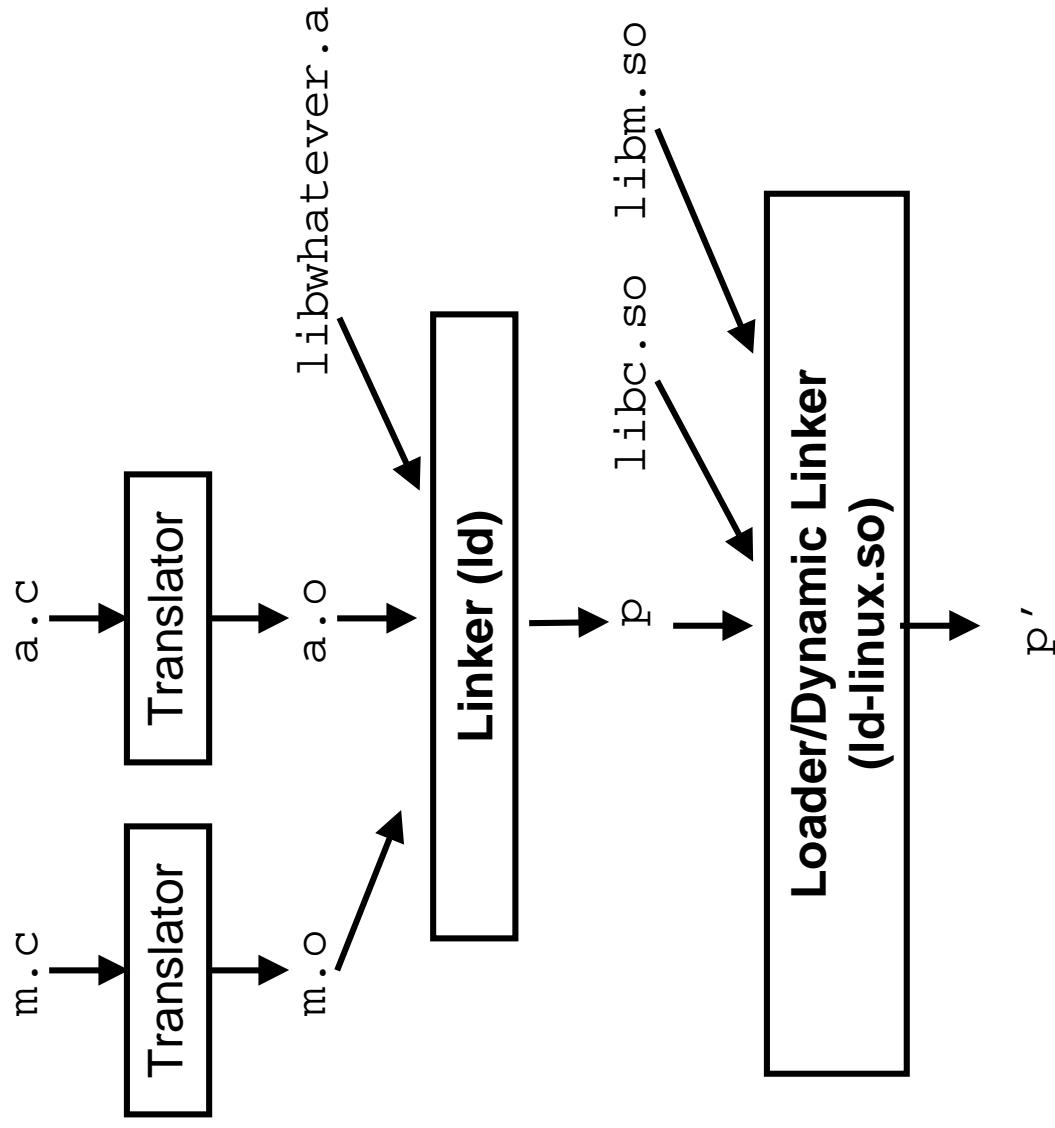 m.c
a.c
Translator
Translator
m.o
a.o
libwhatever.a
Linker (ld)
p
libc.so
libm.so
Loader/Dynamic Linker
(ld-linux.so)
p′